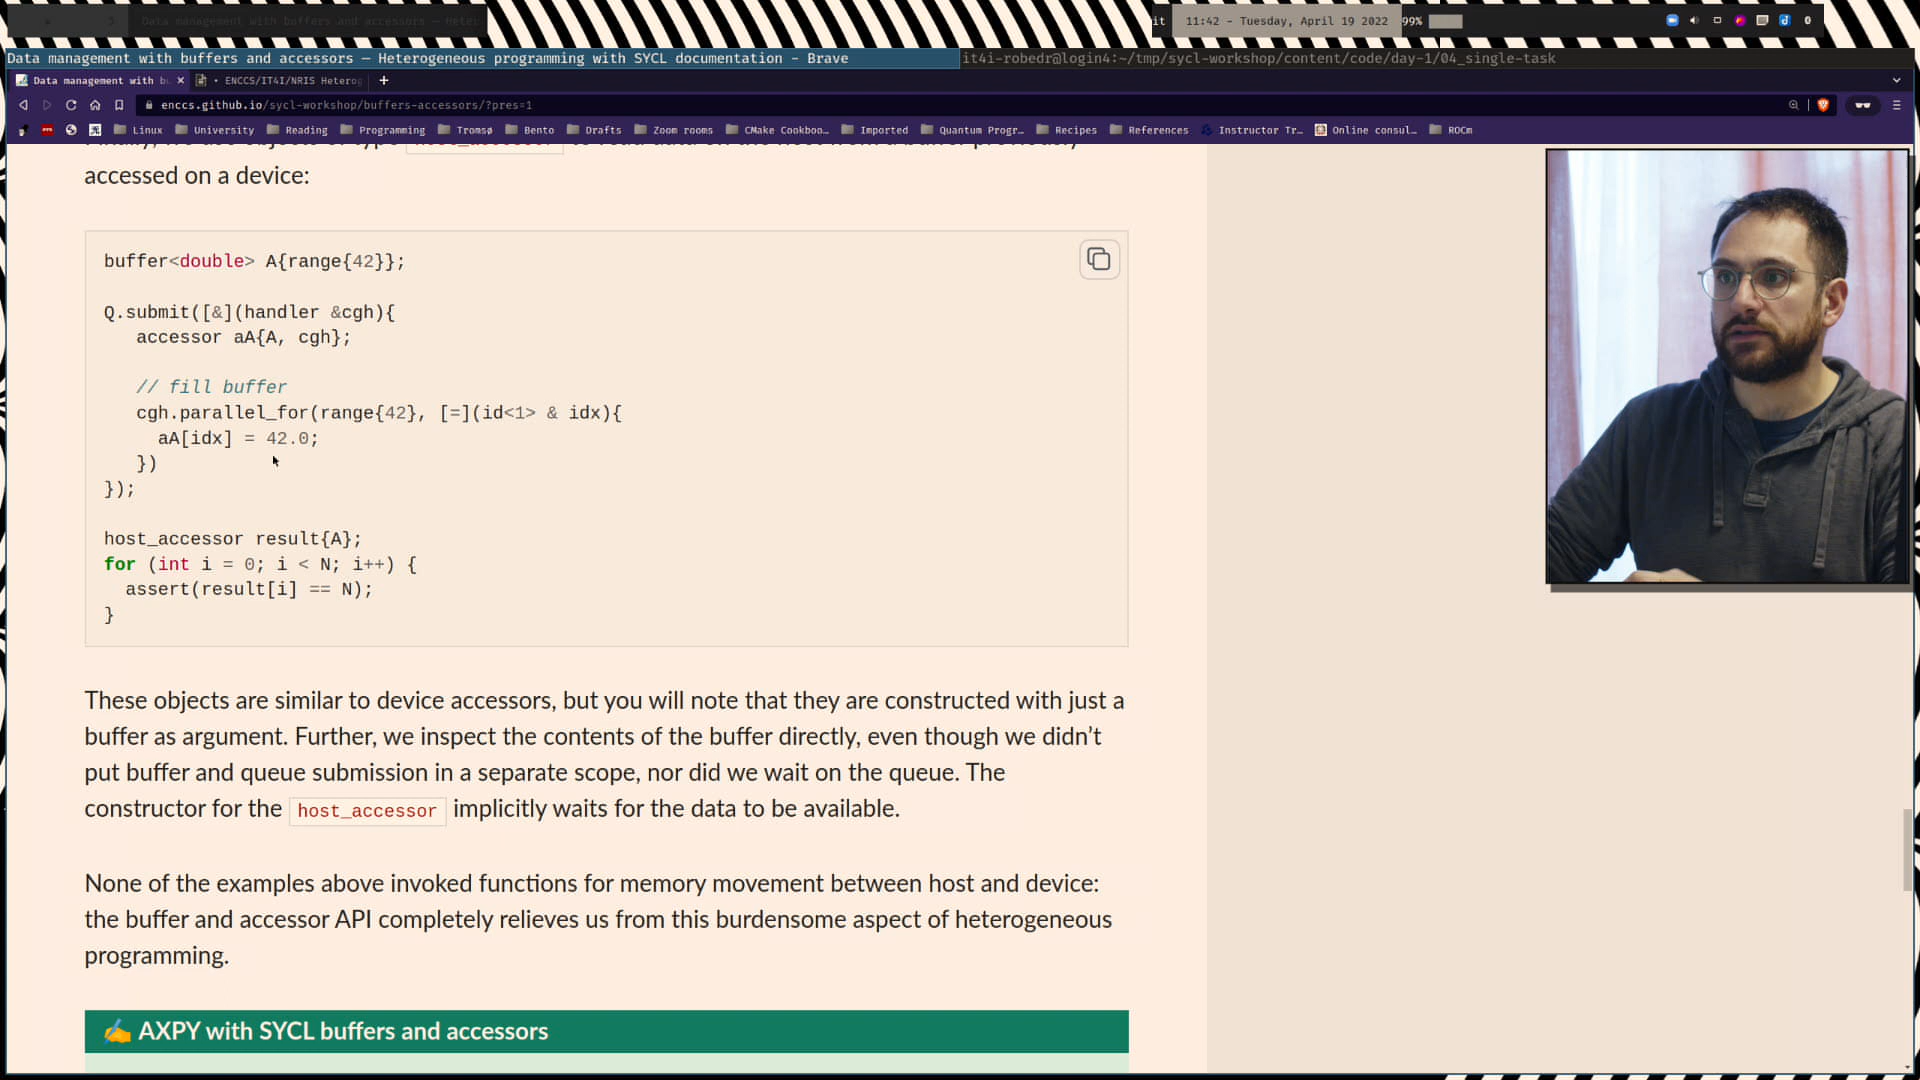 Data management with buffers and accessors — Heter
it 11:42 - Tuesday, April 19 2022 99%
Data management with buffers and accessors — Heterogeneous programming with SYCL documentation - Brave
it4i-robedr@login4:~/tmp/sycl-workshop/content/code/day-1/04_single-task
Data management with b
ENCCS/IT4I/NRIS Heterog
enccs.github.io/sycl-workshop/buffers-accessors/?pres=1
Linux University Reading Programming Tromsø Bento Drafts Zoom rooms CMake Cookboo… Imported Quantum Progr… Recipes References Instructor Tr… Online consul… ROCm
accessed on a device:
buffer<double> A{range{42}};
Q.submit([&](handler &cgh){
accessor aA{A, cgh};
// fill buffer
cgh.parallel_for(range{42}, [=](id<1> & idx){
aA[idx] = 42.0;
})
});
host_accessor result{A};
for (int i = 0; i < N; i++) {
assert(result[i] == N);
}
These objects are similar to device accessors, but you will note that they are constructed with just a
buffer as argument. Further, we inspect the contents of the buffer directly, even though we didn’t
put buffer and queue submission in a separate scope, nor did we wait on the queue. The
constructor for the host_accessor implicitly waits for the data to be available.
None of the examples above invoked functions for memory movement between host and device:
the buffer and accessor API completely relieves us from this burdensome aspect of heterogeneous
programming.
✍️ AXPY with SYCL buffers and accessors